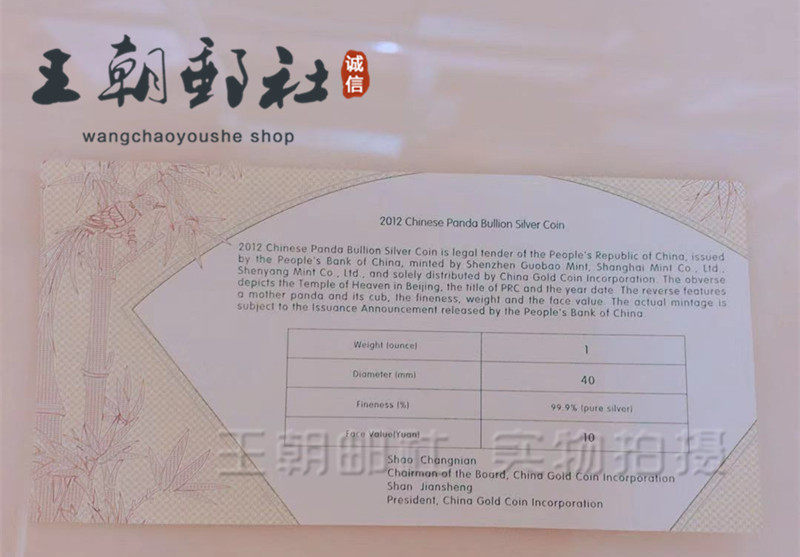 王朝郵社
诚信
wangchaoyoushe shop
2012 Chinese Panda Bullion Silver Coin
2012 Chinese Panda Bullion Silver Coin is legal tender of the People's Republic of China, issued
by the People's Bank of China, minted by Shenzhen Guobao Mint, Shanghai Mint Co., Ltd.,
Shenyang Mint Co., Ltd., and solely distributed by China Gold Coin Incorporation. The obverse
depicts the Temple of Heaven in Beijing, the title of PRC and the year date. The reverse features
a mother panda and its cub, the fineness, weight and the face value. The actual mintage is
subject to the Issuance Announcement released by the People's Bank of China.
Weight (ounce) 1
Diameter (mm) 40
Fineness (%) 99.9% (pure silver)
Face Value(Yuan) 10
王朝邮社 实物拍摄
Shao Changnian
Chairman of the Board, China Gold Coin Incorporation
Shan Jiansheng
President, China Gold Coin Incorporation